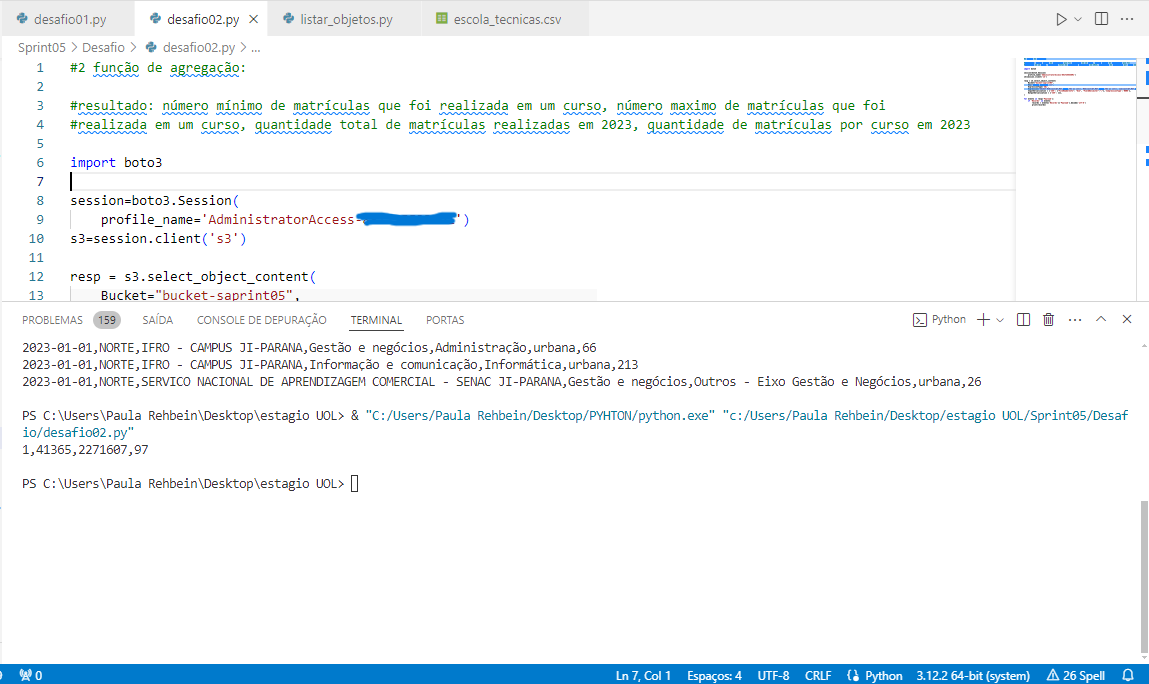 desafio01.py desafio02.py listar_objetos.py escola_tecnicas.csv
Sprint05 > Desafio > desafio02.py > ...
1 #2 função de agregação:
2
3 #resultado: número mínimo de matrículas que foi realizada em um curso, número maximo de matrículas que foi
4 #realizada em um curso, quantidade total de matrículas realizadas em 2023, quantidade de matrículas por curso em 2023
5
6 import boto3
7
8 session=boto3.Session(
9 profile_name='AdministratorAccess-')
10 s3=session.client('s3')
11
12 resp = s3.select_object_content(
13 Bucket="bucket-saprint05",
PROBLEMAS 159 SAÍDA CONSOLE DE DEPURAÇÃO TERMINAL PORTAS Python
2023-01-01,NORTE,IFRO - CAMPUS JI-PARANA,Gestão e negócios,Administração,urbana,66
2023-01-01,NORTE,IFRO - CAMPUS JI-PARANA,Informação e comunicação,Informática,urbana,213
2023-01-01,NORTE,SERVICO NACIONAL DE APRENDIZAGEM COMERCIAL - SENAC JI-PARANA,Gestão e negócios,Outros - Eixo Gestão e Negócios,urbana,26
PS C:\Users\Paula Rehbein\Desktop\estagio UOL> & "C:/Users/Paula Rehbein/Desktop/PYHTON/python.exe" "c:/Users/Paula Rehbein/Desktop/estagio UOL/Sprint05/Desaf
io/desafio02.py"
1,41365,2271607,97
PS C:\Users\Paula Rehbein\Desktop\estagio UOL>
0 Ln 7, Col 1 Espaços: 4 UTF-8 CRLF Python 3.12.2 64-bit (system) 26 Spell